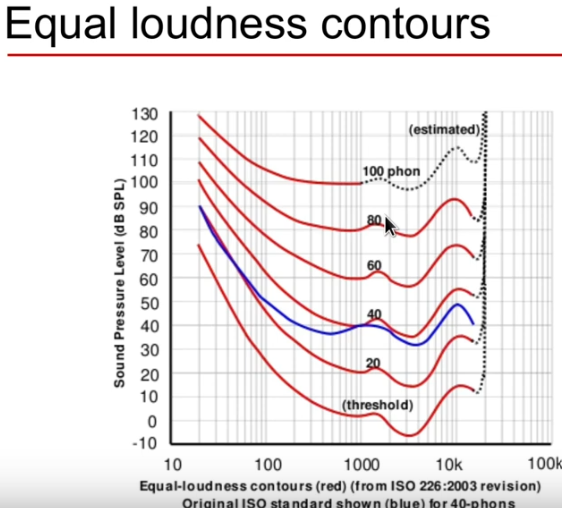 Equal loudness contours
130
120
110
100
90
80
70
60
50
40
30
20
10
0
-10
Sound Pressure Level (dB SPL)
(estimated)
100 phon
80
60
40
20
(threshold)
10 100 1000 10k 100k
Equal-loudness contours (red) (from ISO 226:2003 revision)
Original ISO standard shown (blue) for 40-phons